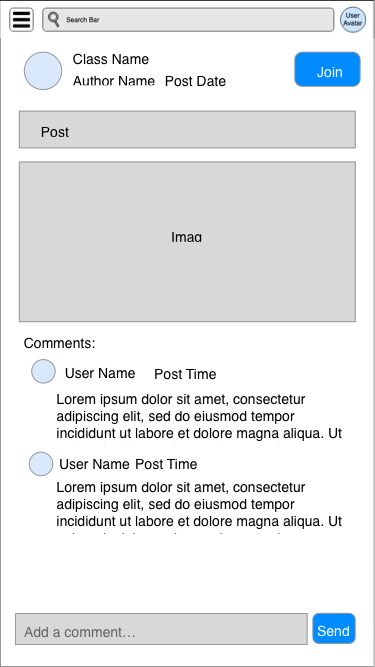 Search Bar
User
Avatar
Class Name
Author Name Post Date
Join
Post
Imag
Comments:
User Name Post Time
Lorem ipsum dolor sit amet, consectetur
adipiscing elit, sed do eiusmod tempor
incididunt ut labore et dolore magna aliqua. Ut
User Name Post Time
Lorem ipsum dolor sit amet, consectetur
adipiscing elit, sed do eiusmod tempor
incididunt ut labore et dolore magna aliqua. Ut
Add a comment...
Send